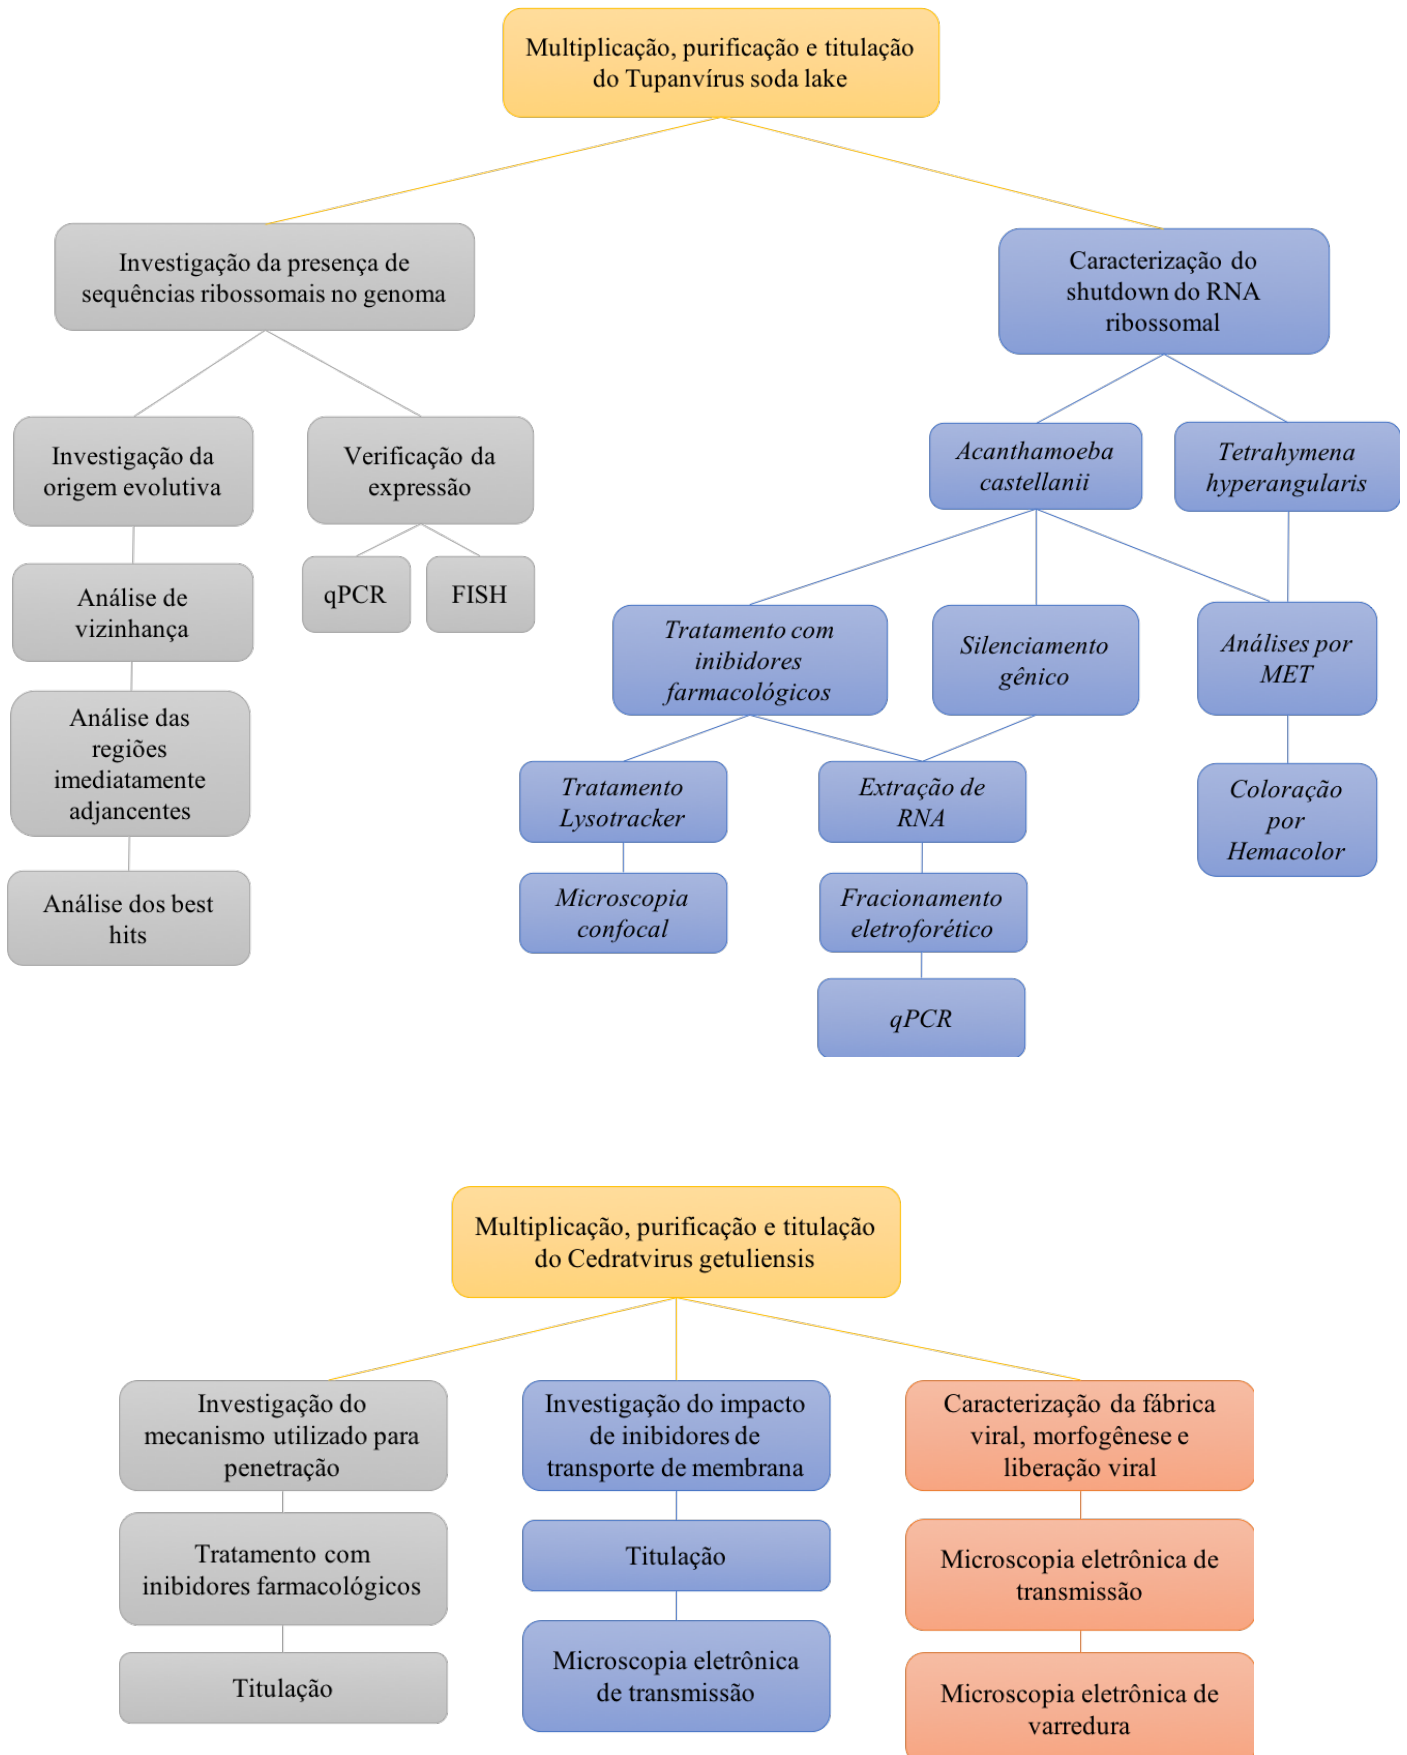 Multiplicação, purificação e titulação
do Tupanvírus soda lake
Investigação da presença de
sequências ribossomais no genoma
Caracterização do
shutdown do RNA
ribossomal
Investigação da
origem evolutiva
Verificação da
expressão
Acanthamoeba
castellanii
Tetrahymena
hyperangularis
Análise de
vizinhança
qPCR
FISH
Tratamento com
inibidores
farmacológicos
Silenciamento
gênico
Análises por
MET
Análise das
regiões
imediatamente
adjancentes
Tratamento
Lysotracker
Extração de
RNA
Coloração
por
Hemacolor
Análise dos best
hits
Microscopia
confocal
Fracionamento
eletroforético
qPCR
Multiplicação, purificação e titulação
do Cedratvirus getuliensis
Investigação do
mecanismo utilizado para
penetração
Investigação do impacto
de inibidores de
transporte de membrana
Caracterização da fábrica
viral, morfogênese e
liberação viral
Tratamento com
inibidores farmacológicos
Titulação
Microscopia eletrônica de
transmissão
Titulação
Microscopia eletrônica
de transmissão
Microscopia eletrônica de
varredura